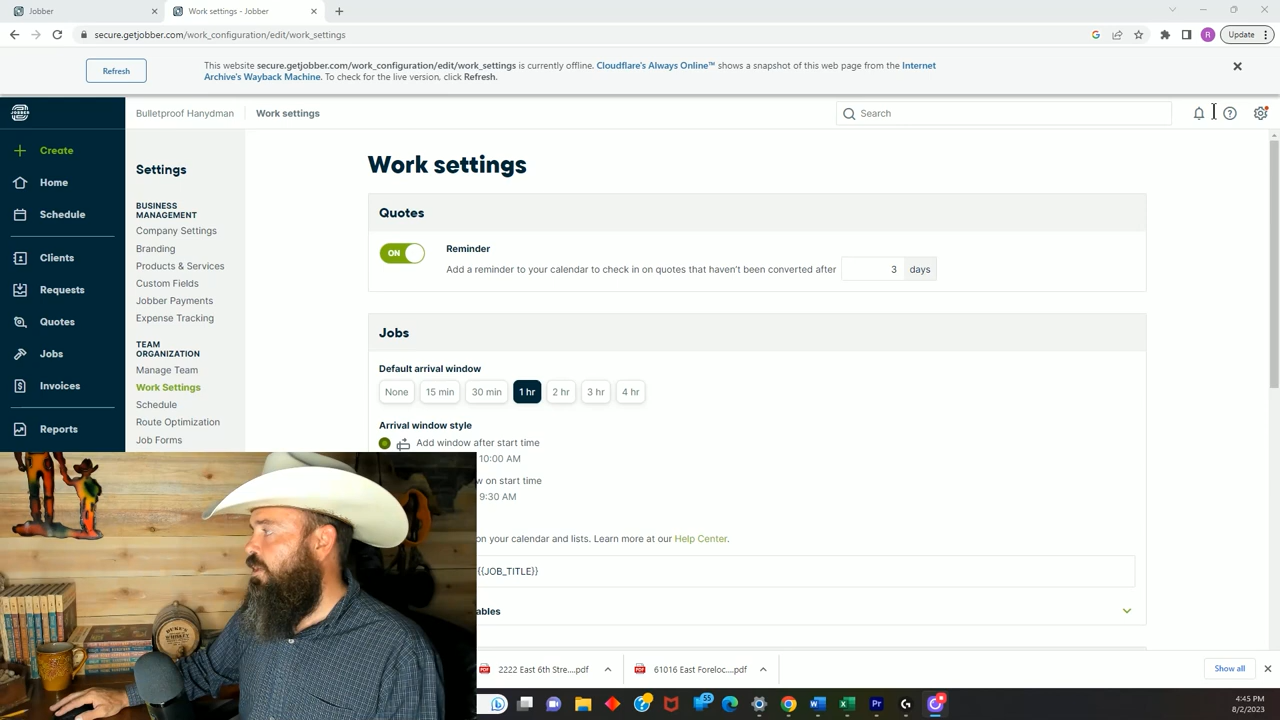 Jobber
Work settings - Jobber
secure.getjobber.com/work_configuration/edit/work_settings
R
Update
Refresh
This website secure.getjobber.com/work_configuration/edit/work_settings is currently offline. Cloudflare's Always Online™ shows a snapshot of this web page from the Internet
Archive's Wayback Machine. To check for the live version, click Refresh.
JOBBER
Bulletproof Hanydman
Work settings
Search
Create
Home
Schedule
Clients
Requests
Quotes
Jobs
Invoices
Reports
Settings
BUSINESS
MANAGEMENT
Company Settings
Branding
Products & Services
Custom Fields
Jobber Payments
Expense Tracking
TEAM
ORGANIZATION
Manage Team
Work Settings
Schedule
Route Optimization
Job Forms
Work settings
Quotes
ON
Reminder
Add a reminder to your calendar to check in on quotes that haven't been converted after
3
days
Jobs
Default arrival window
None
15 min
30 min
1 hr
2 hr
3 hr
4 hr
Arrival window style
Add window after start time
10:00 AM
w on start time
9:30 AM
on your calendar and lists. Learn more at our Help Center.
{{JOB_TITLE}}
ables
2222 East 6th Stre....pdf
61016 East Foreloc....pdf
Show all
55
4:45 PM
8/2/2023